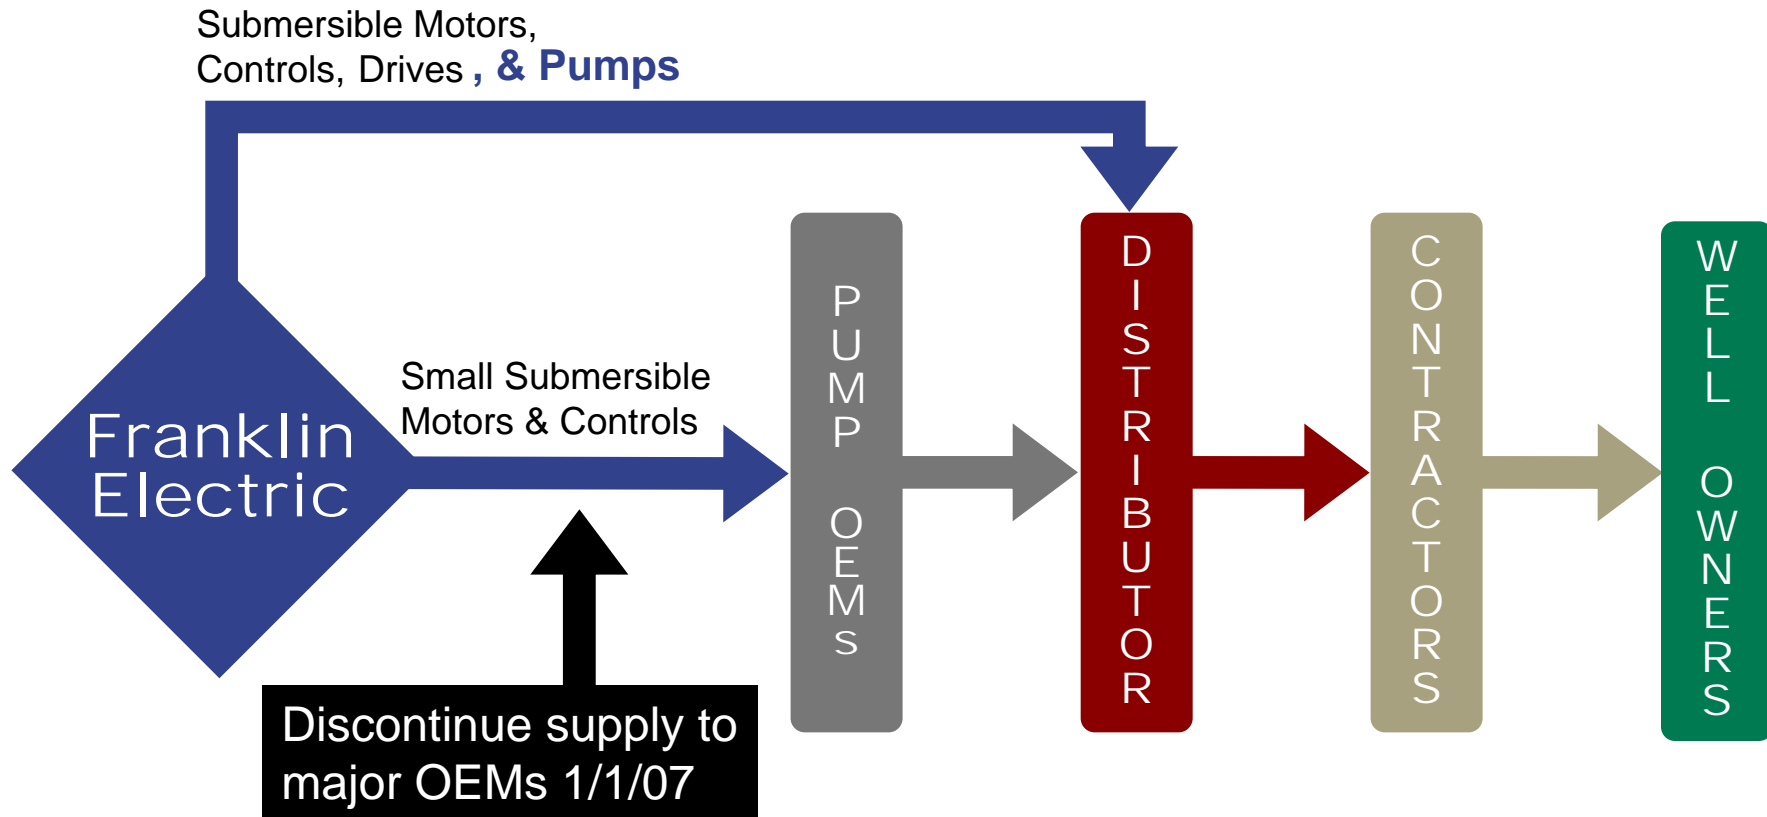 Submersible Motors,
Controls, Drives , & Pumps
Franklin
Electric
Small Submersible
Motors & Controls
Discontinue supply to
major OEMs 1/1/07
PUMP OEMs
DISTRIBUTOR
CONTRACTORS
WELL OWNERS